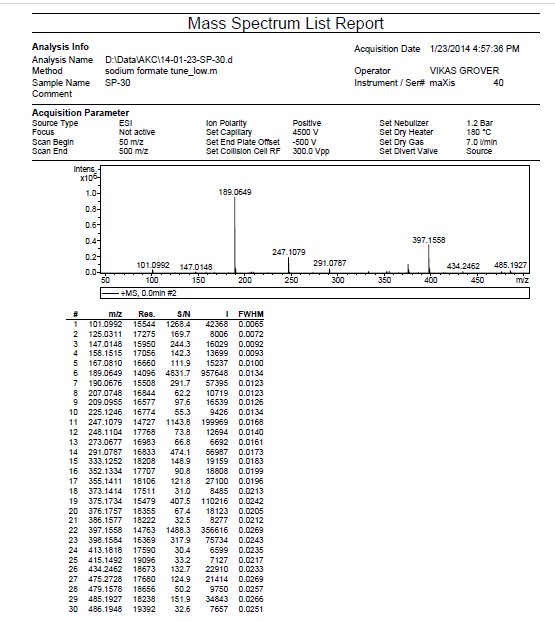 Mass Spectrum List Report
Analysis Info
Acquisition Date 1/23/2014 4:57:36 PM
Analysis Name D:\Data\AKC\14-01-23-SP-30.d
Method sodium formate tune_low.m Operator VIKAS GROVER
Sample Name SP-30 Instrument / Ser# maXis 40
Comment
Acquisition Parameter
Source Type ESI Ion Polarity Positive Set Nebulizer 1.2 Bar
Focus Not active Set Capillary 4500 V Set Dry Heater 180 °C
Scan Begin 50 m/z Set End Plate Offset -500 V Set Dry Gas 7.0 l/min
Scan End 500 m/z Set Collision Cell RF 300.0 Vpp Set Divert Valve Source
Intens.
x10⁶
1.0
189.0649
0.8
0.6
0.4
397.1558
247.1079
0.2
101.0992 147.0148 291.0787 434.2462 485.1927
0.0
50 100 150 200 250 300 350 400 450 m/z
+MS, 0.0min #2
# m/z Res. S/N I FWHM
1 101.0992 15544 1268.4 42368 0.0065
2 125.0311 17275 169.7 8006 0.0072
3 147.0148 15950 244.3 16029 0.0092
4 158.1515 17056 142.3 13699 0.0093
5 167.0810 16660 111.9 15237 0.0100
6 189.0649 14096 4831.7 957648 0.0134
7 190.0676 15508 291.7 57395 0.0123
8 207.0748 16844 62.2 10719 0.0123
9 209.0955 16577 97.6 16539 0.0126
10 225.1246 16774 55.3 9426 0.0134
11 247.1079 14727 1143.8 199969 0.0168
12 248.1104 17768 73.8 12694 0.0140
13 273.0677 16983 66.8 6692 0.0161
14 291.0787 16833 474.1 56987 0.0173
15 333.1252 18208 148.9 19159 0.0183
16 352.1334 17707 90.8 18808 0.0199
17 355.1411 18106 121.8 27100 0.0196
18 373.1414 17511 31.0 8485 0.0213
19 375.1734 15479 407.5 110216 0.0242
20 376.1757 18355 67.4 18123 0.0205
21 386.1577 18222 32.5 8277 0.0212
22 397.1558 14763 1488.3 356616 0.0269
23 398.1584 16369 317.9 75734 0.0243
24 413.1818 17590 30.4 6599 0.0235
25 415.1492 19096 33.2 7127 0.0217
26 434.2462 18673 132.7 22910 0.0233
27 475.2728 17680 124.9 21414 0.0269
28 479.1578 18656 50.2 9750 0.0257
29 485.1927 18238 151.9 34843 0.0266
30 486.1948 19392 32.6 7657 0.0251